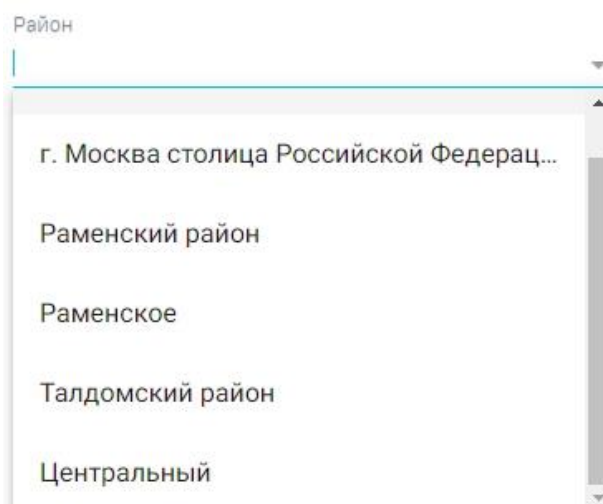 Район
г. Москва столица Российской Федерац...
Раменский район
Раменское
Талдомский район
Центральный